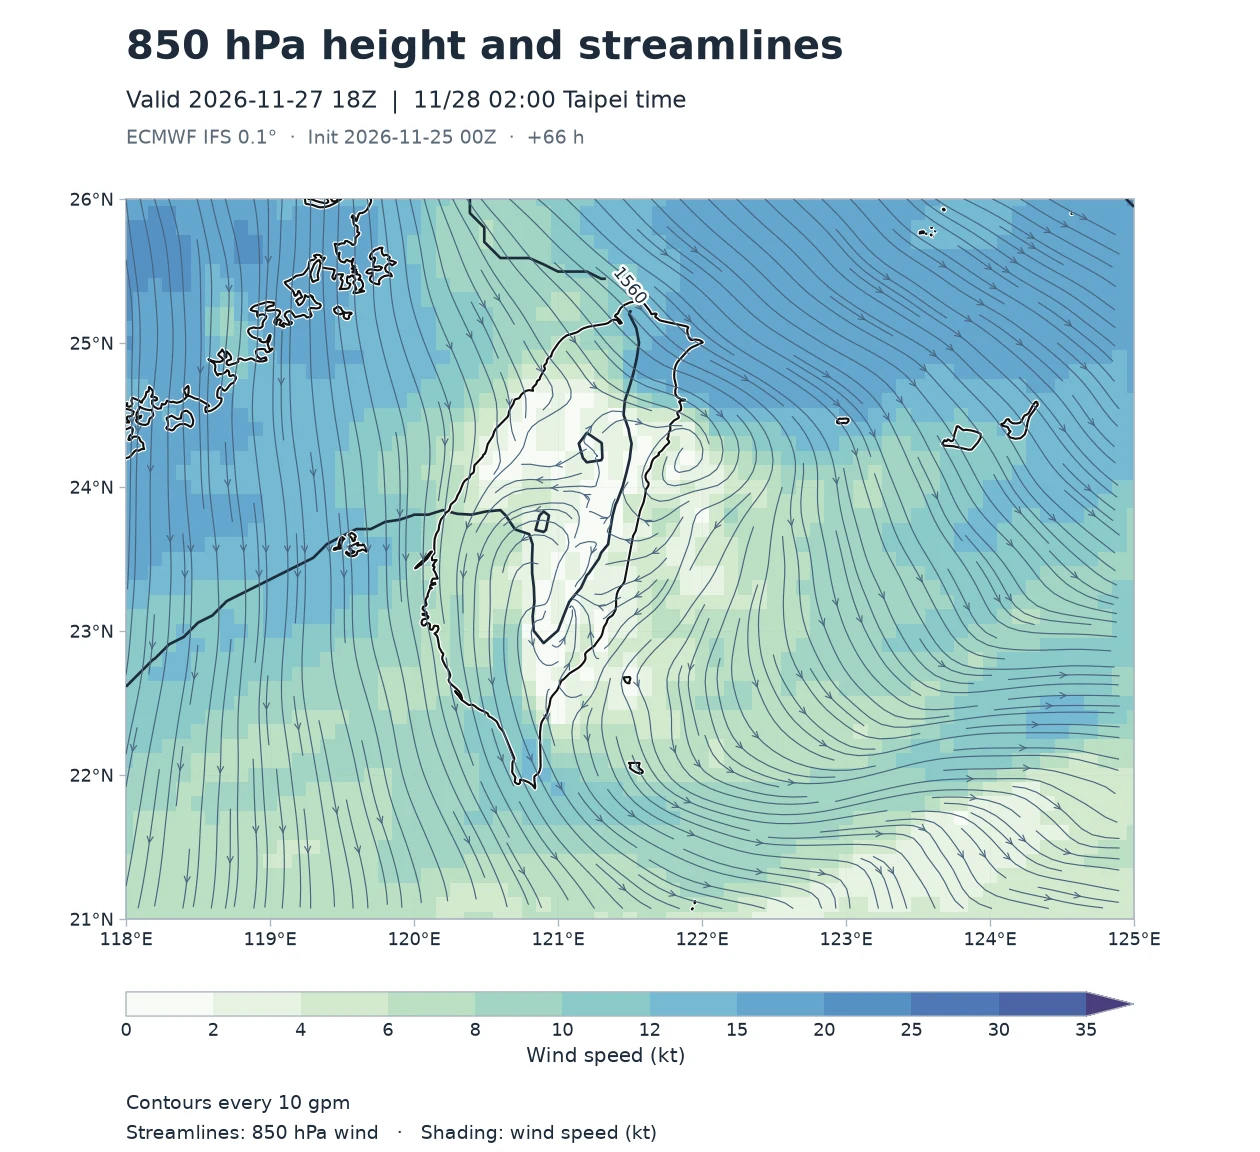 850 hPa height and streamlines
Valid 2026-11-27 18Z | 11/28 02:00 Taipei time
ECMWF IFS 0.1° · Init 2026-11-25 00Z · +66 h
26°N
1560
25°N
24°N
23°N
22°N
21°N
118°E 119°E 120°E 121°E 122°E 123°E 124°E 125°E
0 2 4 6 8 10 12 15 20 25 30 35
Wind speed (kt)
Contours every 10 gpm
Streamlines: 850 hPa wind · Shading: wind speed (kt)